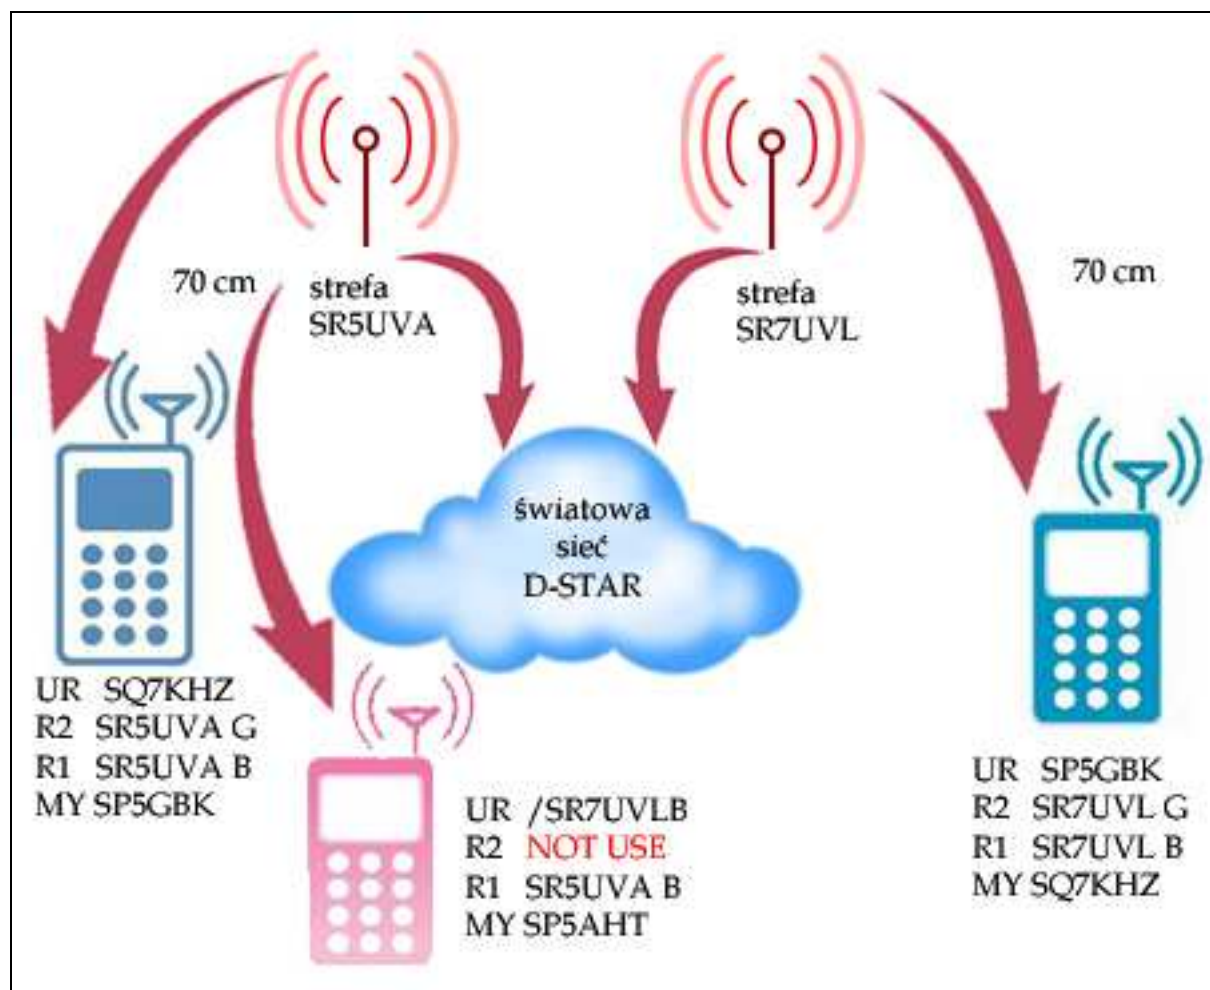 70 cm
strefa
SR5UVA
strefa
SR7UVL
70 cm
światowa
sieć
D-STAR
UR SQ7KHZ
R2 SR5UVA G
R1 SR5UVA B
MY SP5GBK
UR /SR7UVLB
R2 NOT USE
R1 SR5UVA B
MY SP5AHT
UR SP5GBK
R2 SR7UVL G
R1 SR7UVL B
MY SQ7KHZ